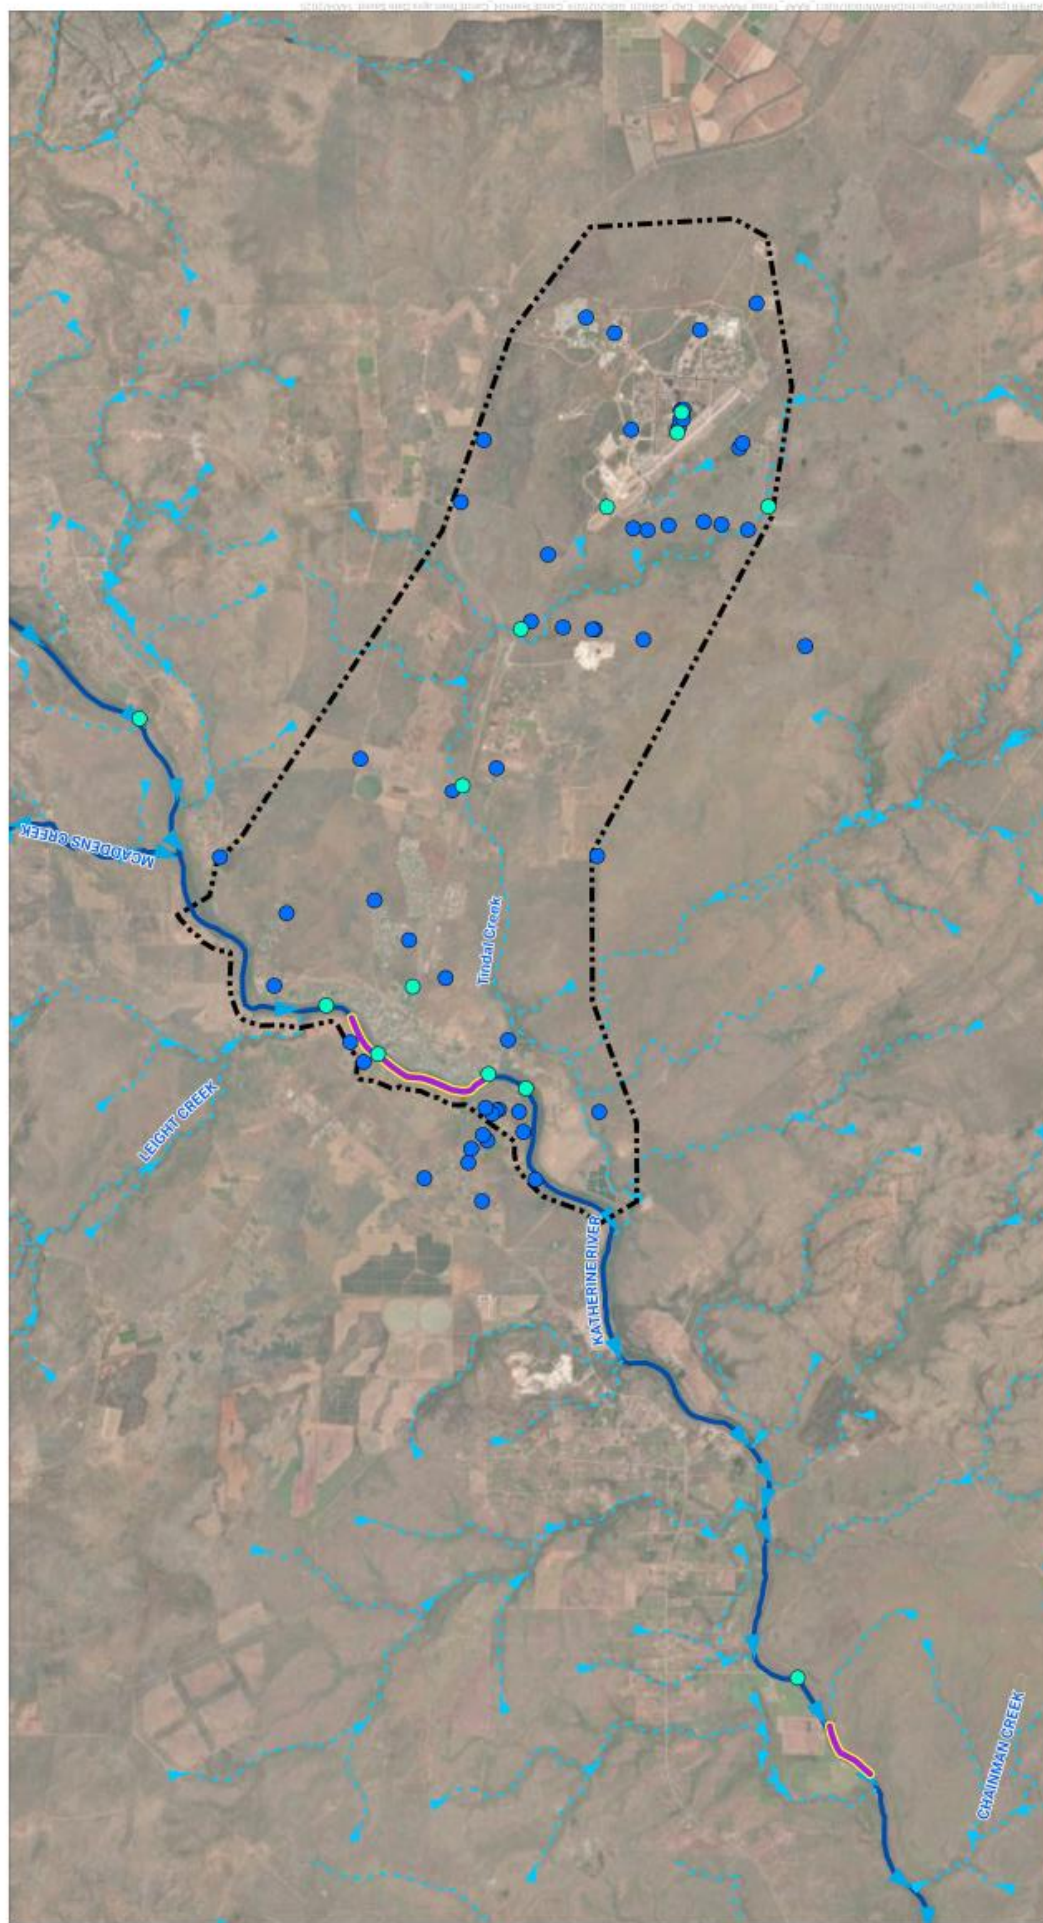 MCADDENS CREEK
Tindal Creek
LEIGHT CREEK
KATHERINE RIVER
CHAINMAN CREEK